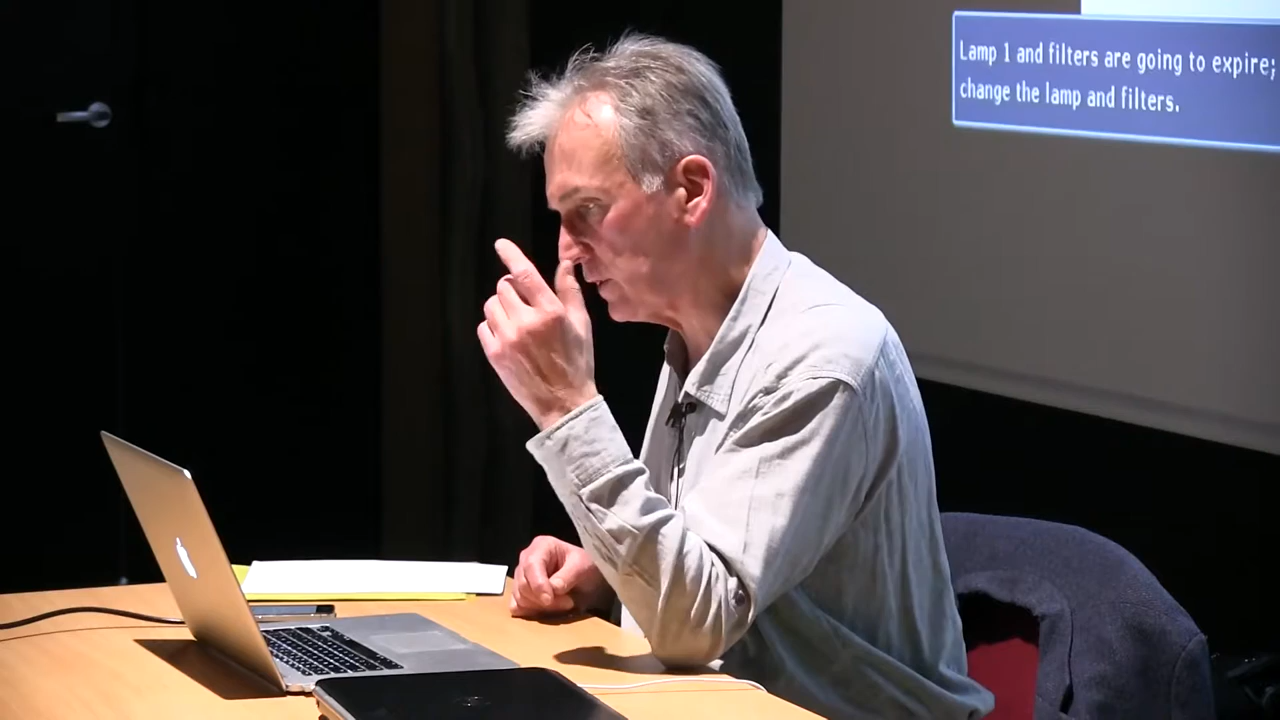 Lamp 1 and filters are going to expire;
change the lamp and filters.